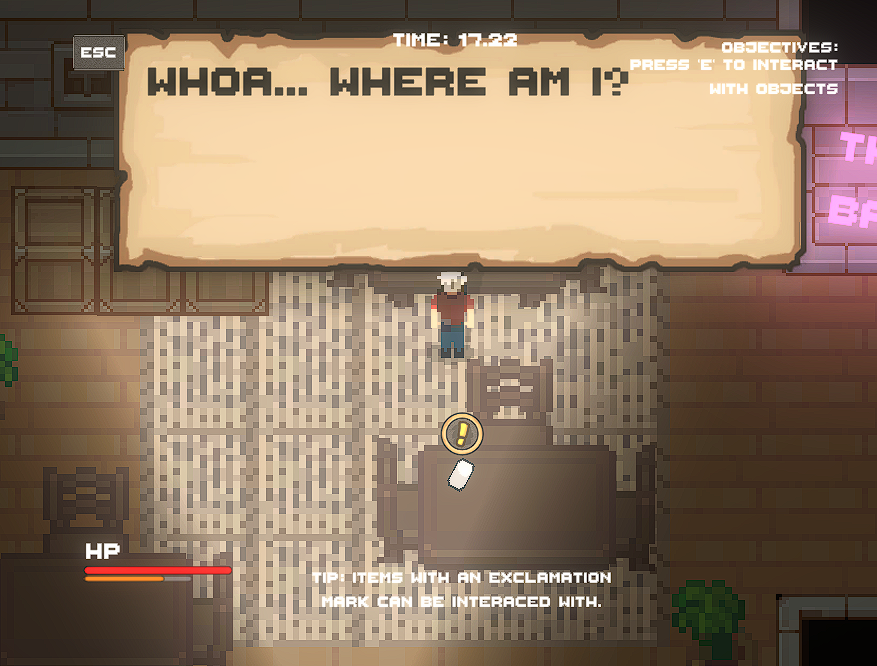 ESC
TIME: 17.22
WHOA... WHERE AM I?
OBJECTIVES:
PRESS 'E' TO INTERACT
WITH OBJECTS
HP
TIP: ITEMS WITH AN EXCLAMATION
MARK CAN BE INTERACED WITH.